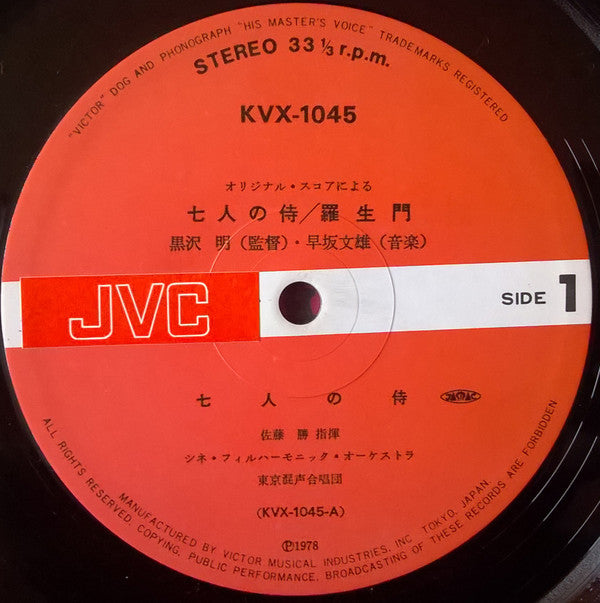 "VICTOR" DOG AND PHONOGRAPH "HIS MASTER'S VOICE" TRADEMARKS REGISTERED
STEREO 33 ⅓ r.p.m.
KVX-1045
オリジナル・スコアによる
七人の侍／羅生門
黒沢 明（監督）・早坂文雄（音楽）
JVC
SIDE 1
七人の侍
JASRAC
佐藤 勝 指揮
シネ・フィルハーモニック・オーケストラ
東京混声合唱団
(KVX-1045-A)
Ⓟ1978
MANUFACTURED BY VICTOR MUSICAL INDUSTRIES, INC. TOKYO, JAPAN
ALL RIGHTS RESERVED. COPYING, PUBLIC PERFORMANCE, BROADCASTING OF THESE RECORDS ARE FORBIDDEN